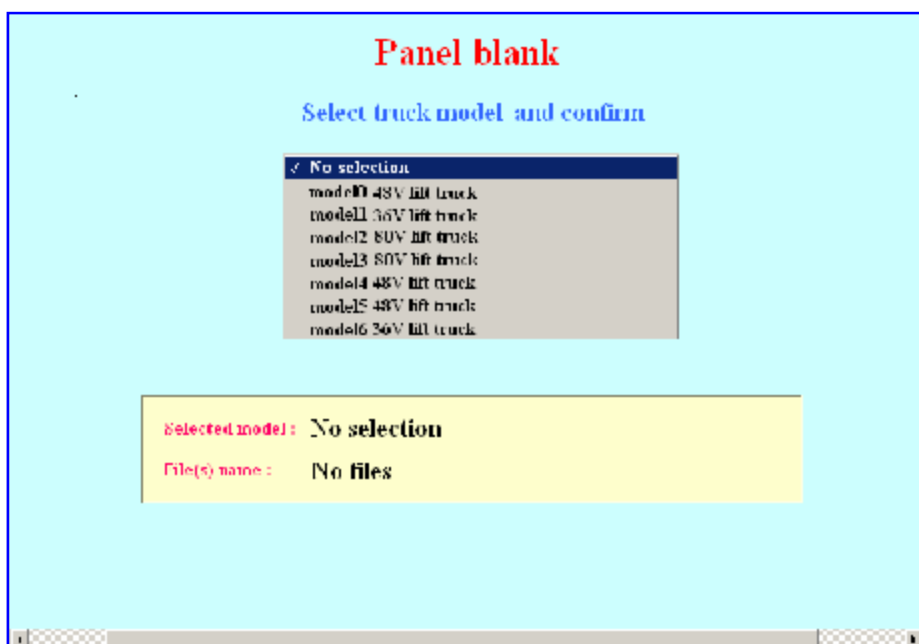 Panel blank
Select truck model and confirm
✓ No selection
model0 48V lift truck
model1 36V lift truck
model2 80V lift truck
model3 80V lift truck
model4 48V lift truck
model5 48V lift truck
model6 36V lift truck
Selected model : No selection
File(s) name : No files